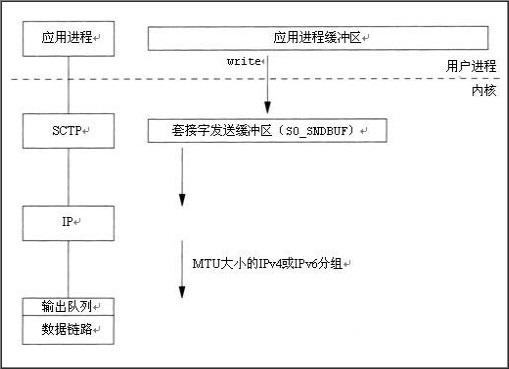 应用进程
应用进程缓冲区
write
用户进程
内核
SCTP
套接字发送缓冲区（SO_SNDBUF）
IP
MTU大小的IPv4或IPv6分组
输出队列
数据链路